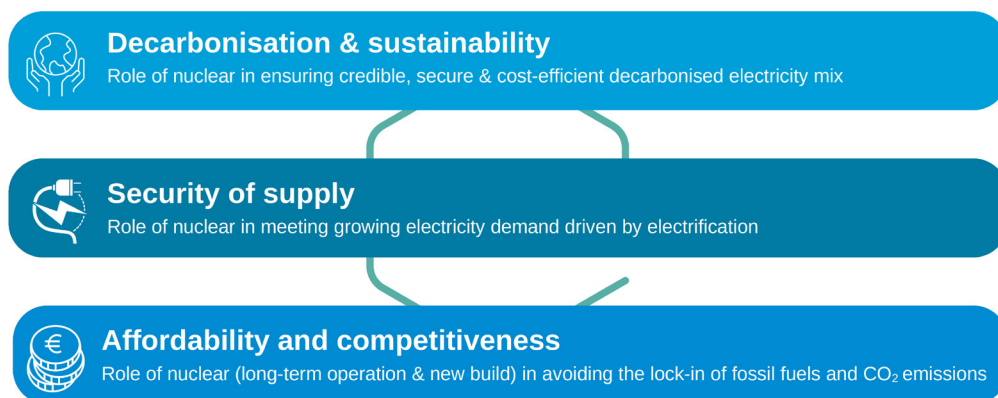 Decarbonisation & sustainability
Role of nuclear in ensuring credible, secure & cost-efficient decarbonised electricity mix
Security of supply
Role of nuclear in meeting growing electricity demand driven by electrification
€
Affordability and competitiveness
Role of nuclear (long-term operation & new build) in avoiding the lock-in of fossil fuels and CO₂ emissions